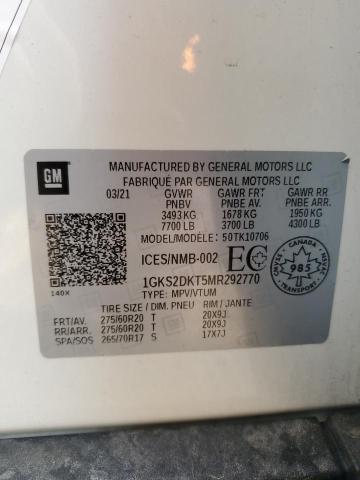 GM
MANUFACTURED BY GENERAL MOTORS LLC
FABRIQUÉ PAR GENERAL MOTORS LLC
03/21 GVWR GAWR FRT GAWR RR
PNBV PNBE AV. PNBE ARR.
3493 KG 1678 KG 1950 KG
7700 LB 3700 LB 4300 LB
MODEL/MODÈLE: 50TK10706
ICES/NMB-002 EC CANADA 985
1GKS2DKT5MR292770
140X TYPE: MPV/VTUM
TIRE SIZE / DIM. PNEU RIM / JANTE
FRT/AV. 275/60R20 T 20X9J
RR/ARR. 275/60R20 T 20X9J
SPA/SOS 265/70R17 S 17X7J